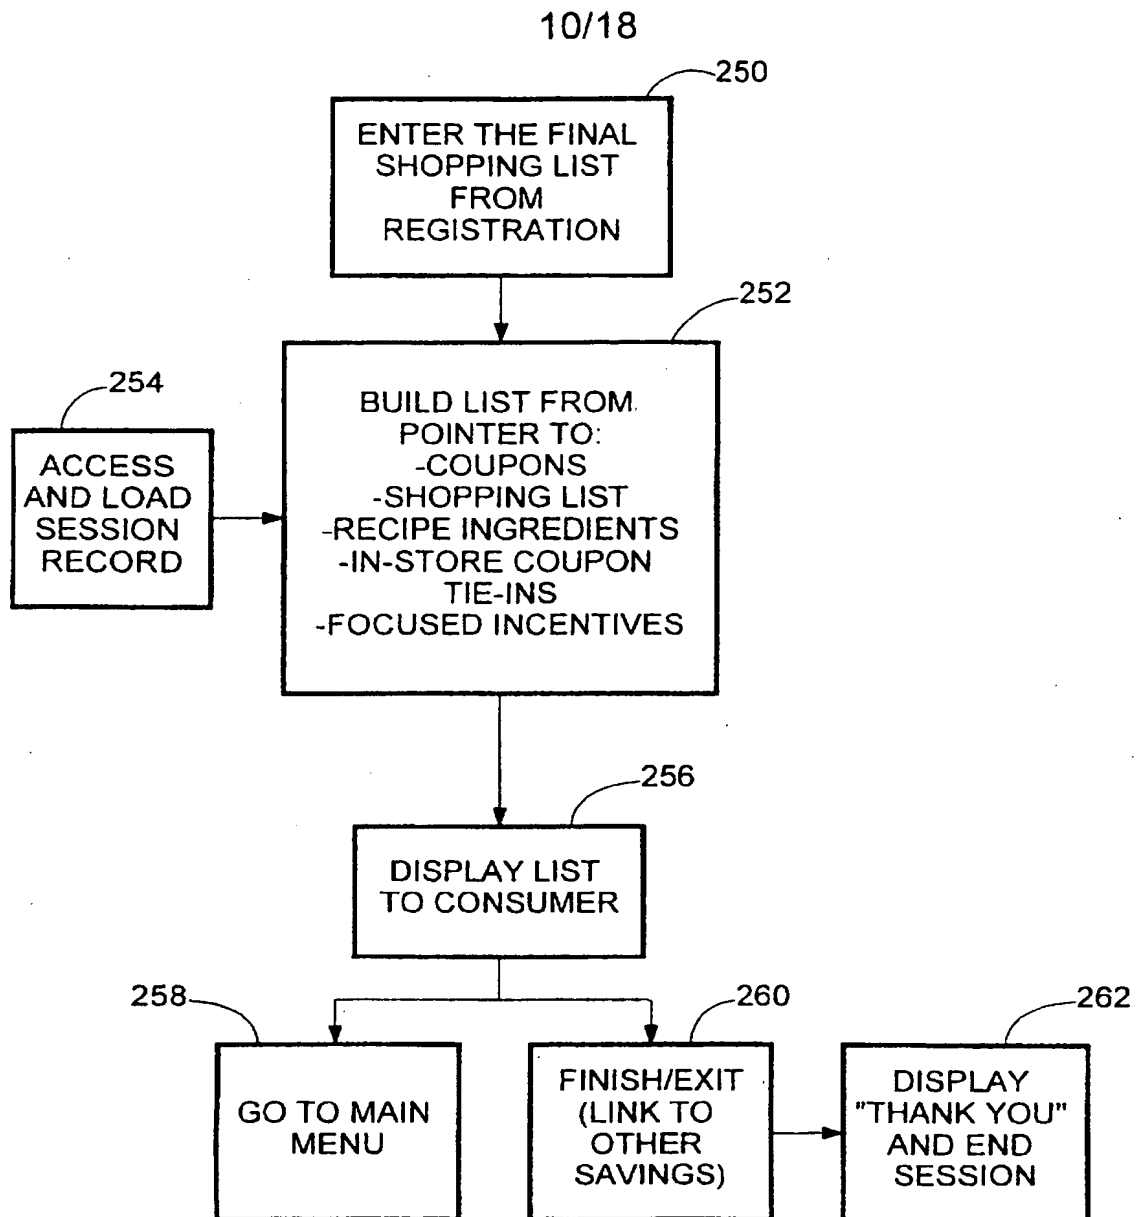 10/18
250
ENTER THE FINAL
SHOPPING LIST
FROM
REGISTRATION
252
BUILD LIST FROM
POINTER TO:
-COUPONS
-SHOPPING LIST
-RECIPE INGREDIENTS
-IN-STORE COUPON
TIE-INS
-FOCUSED INCENTIVES
254
ACCESS
AND LOAD
SESSION
RECORD
256
DISPLAY LIST
TO CONSUMER
258
GO TO MAIN
MENU
260
FINISH/EXIT
(LINK TO
OTHER
SAVINGS)
262
DISPLAY
"THANK YOU"
AND END
SESSION